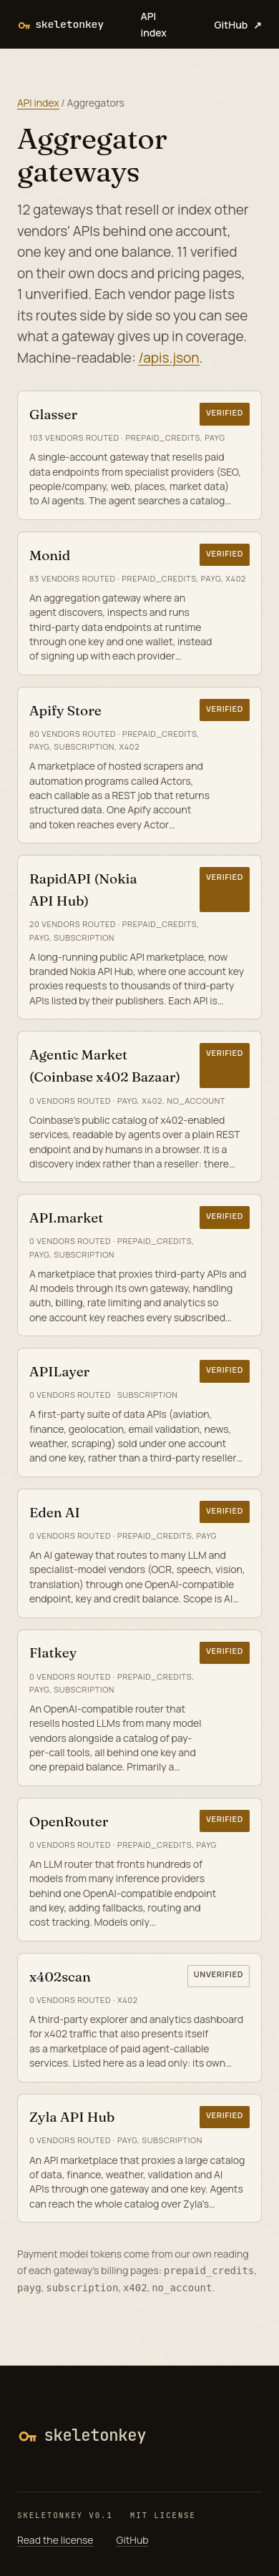 skeletonkey
API
index
GitHub ↗
API index / Aggregators
Aggregator
gateways
12 gateways that resell or index other
vendors' APIs behind one account,
one key and one balance. 11 verified
on their own docs and pricing pages,
1 unverified. Each vendor page lists
its routes side by side so you can see
what a gateway gives up in coverage.
Machine-readable: /apis.json.
Glasser
VERIFIED
103 VENDORS ROUTED · PREPAID_CREDITS, PAYG
A single-account gateway that resells paid
data endpoints from specialist providers (SEO,
people/company, web, places, market data)
to AI agents. The agent searches a catalog…
Monid
VERIFIED
83 VENDORS ROUTED · PREPAID_CREDITS, PAYG, X402
An aggregation gateway where an
agent discovers, inspects and runs
third-party data endpoints at runtime
through one key and one wallet, instead
of signing up with each provider…
Apify Store
VERIFIED
80 VENDORS ROUTED · PREPAID_CREDITS,
PAYG, SUBSCRIPTION, X402
A marketplace of hosted scrapers and
automation programs called Actors,
each callable as a REST job that returns
structured data. One Apify account
and token reaches every Actor…
RapidAPI (Nokia
API Hub)
VERIFIED
20 VENDORS ROUTED · PREPAID_CREDITS,
PAYG, SUBSCRIPTION
A long-running public API marketplace, now
branded Nokia API Hub, where one account key
proxies requests to thousands of third-party
APIs listed by their publishers. Each API is…
Agentic Market
(Coinbase x402 Bazaar)
VERIFIED
0 VENDORS ROUTED · PAYG, X402, NO_ACCOUNT
Coinbase's public catalog of x402-enabled
services, readable by agents over a plain REST
endpoint and by humans in a browser. It is a
discovery index rather than a reseller: there…
API.market
VERIFIED
0 VENDORS ROUTED · PREPAID_CREDITS,
PAYG, SUBSCRIPTION
A marketplace that proxies third-party APIs and
AI models through its own gateway, handling
auth, billing, rate limiting and analytics so
one account key reaches every subscribed…
APILayer
VERIFIED
0 VENDORS ROUTED · SUBSCRIPTION
A first-party suite of data APIs (aviation,
finance, geolocation, email validation, news,
weather, scraping) sold under one account
and one key, rather than a third-party reseller…
Eden AI
VERIFIED
0 VENDORS ROUTED · PREPAID_CREDITS, PAYG
An AI gateway that routes to many LLM and
specialist-model vendors (OCR, speech, vision,
translation) through one OpenAI-compatible
endpoint, key and credit balance. Scope is AI…
Flatkey
VERIFIED
0 VENDORS ROUTED · PREPAID_CREDITS,
PAYG, SUBSCRIPTION
An OpenAI-compatible router that
resells hosted LLMs from many model
vendors alongside a catalog of pay-
per-call tools, all behind one key and
one prepaid balance. Primarily a…
OpenRouter
VERIFIED
0 VENDORS ROUTED · PREPAID_CREDITS, PAYG
An LLM router that fronts hundreds of
models from many inference providers
behind one OpenAI-compatible endpoint
and key, adding fallbacks, routing and
cost tracking. Models only…
x402scan
UNVERIFIED
0 VENDORS ROUTED · X402
A third-party explorer and analytics dashboard
for x402 traffic that also presents itself
as a marketplace of paid agent-callable
services. Listed here as a lead only: its own…
Zyla API Hub
VERIFIED
0 VENDORS ROUTED · PAYG, SUBSCRIPTION
An API marketplace that proxies a large catalog
of data, finance, weather, validation and AI
APIs through one gateway and one key. Agents
can reach the whole catalog over Zyla's…
Payment model tokens come from our own reading
of each gateway's billing pages: prepaid_credits,
payg, subscription, x402, no_account.
skeletonkey
SKELETONKEY V0.1 MIT LICENSE
Read the license GitHub